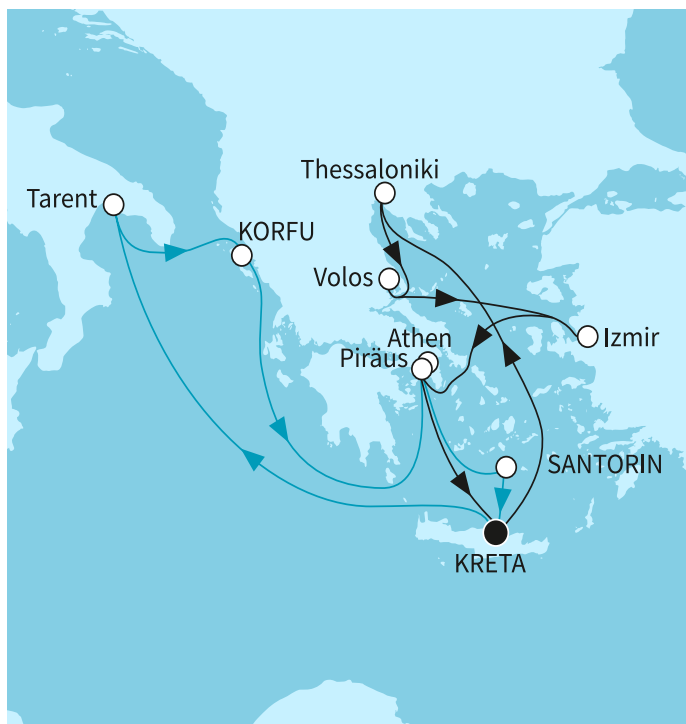 Thessaloniki
Tarent
KORFU
Volos
Athen
Izmir
Piräus
SANTORIN
KRETA